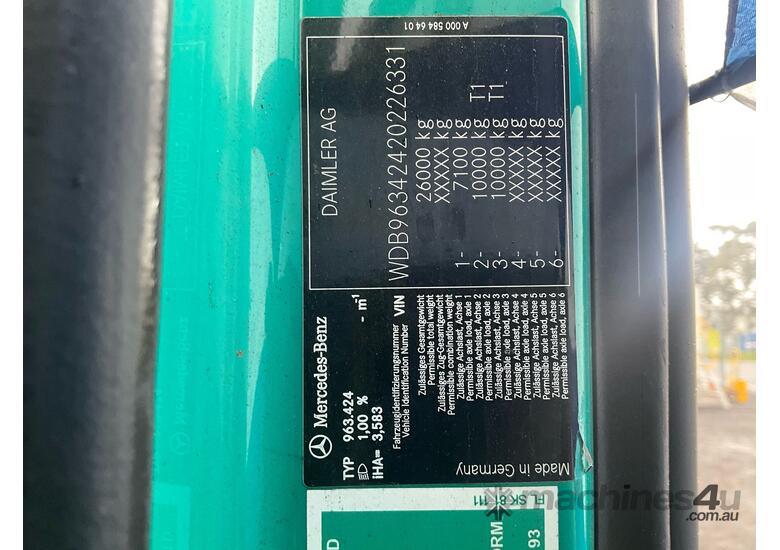 A 000 584 64 01
Mercedes-Benz
DAIMLER AG
TYP 963.424
1,00 % - m⁻¹
iHA= 3,583
Fahrzeugidentifizierungsnummer
Vehicle Identification Number VIN WDB96342420226331
Zulässiges Gesamtgewicht
Permissible total weight 26000 kg
Zulässiges Zug-Gesamtgewicht
Permissible combination weight XXXXX kg
Zulässige Achslast, Achse 1
Permissible axle load, axle 1 1- 7100 kg
Zulässige Achslast, Achse 2
Permissible axle load, axle 2 2- 10000 kg T1
Zulässige Achslast, Achse 3
Permissible axle load, axle 3 3- 10000 kg T1
Zulässige Achslast, Achse 4
Permissible axle load, axle 4 4- XXXXX kg
Zulässige Achslast, Achse 5
Permissible axle load, axle 5 5- XXXXX kg
Zulässige Achslast, Achse 6
Permissible axle load, axle 6 6- XXXXX kg
Made in Germany
machines4u
.com.au